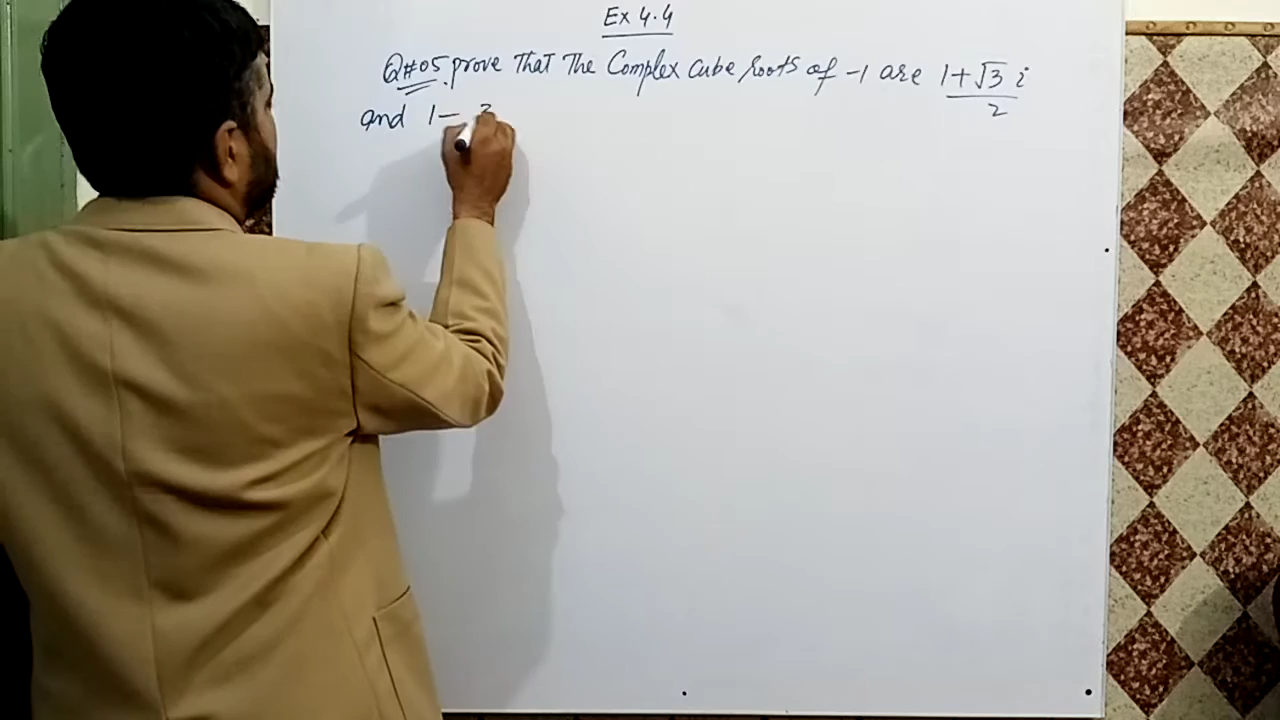 Ex 4.4
Q#05. prove that The Complex cube roots of -1 are 1+√3 i / 2
and 1-